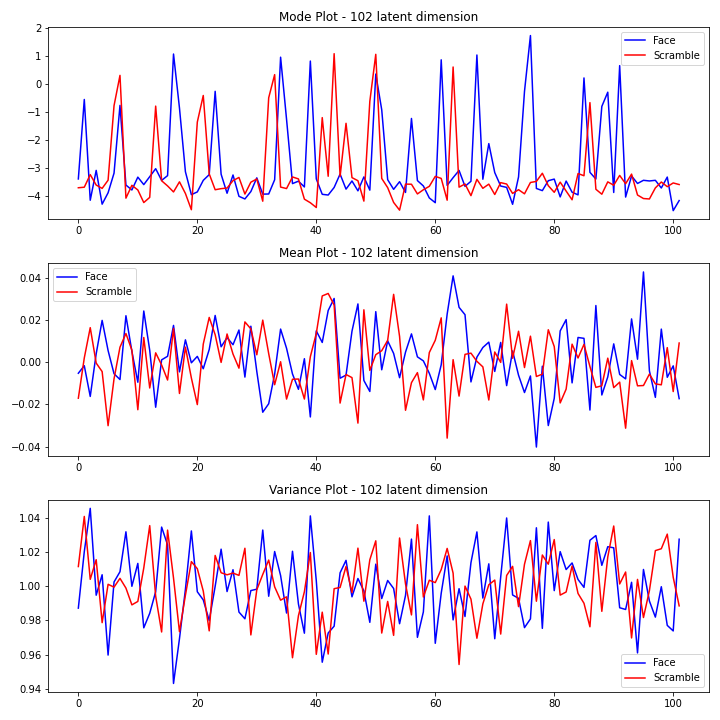 Mode Plot - 102 latent dimension
2
1
0
−1
−2
−3
−4
Face
Scramble
0 20 40 60 80 100
Mean Plot - 102 latent dimension
0.04
0.02
0.00
−0.02
−0.04
Face
Scramble
0 20 40 60 80 100
Variance Plot - 102 latent dimension
1.04
1.02
1.00
0.98
0.96
0.94
Face
Scramble
0 20 40 60 80 100